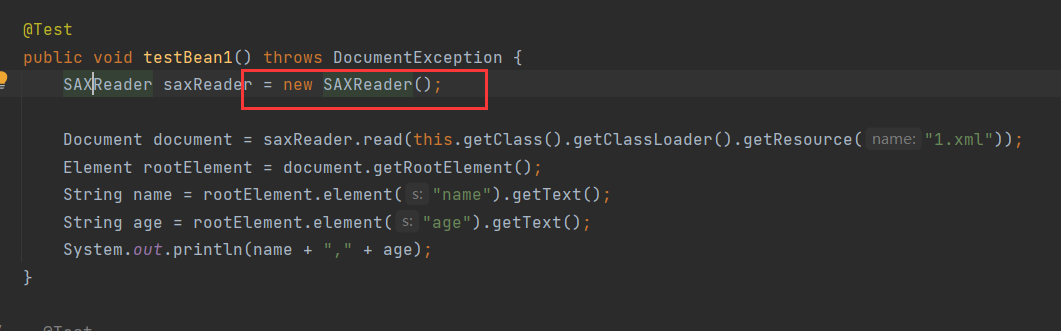 @Test
public void testBean1() throws DocumentException {
SAXReader saxReader = new SAXReader();
Document document = saxReader.read(this.getClass().getClassLoader().getResource( name: "1.xml"));
Element rootElement = document.getRootElement();
String name = rootElement.element( s: "name").getText();
String age = rootElement.element( s: "age").getText();
System.out.println(name + "," + age);
}
@Test